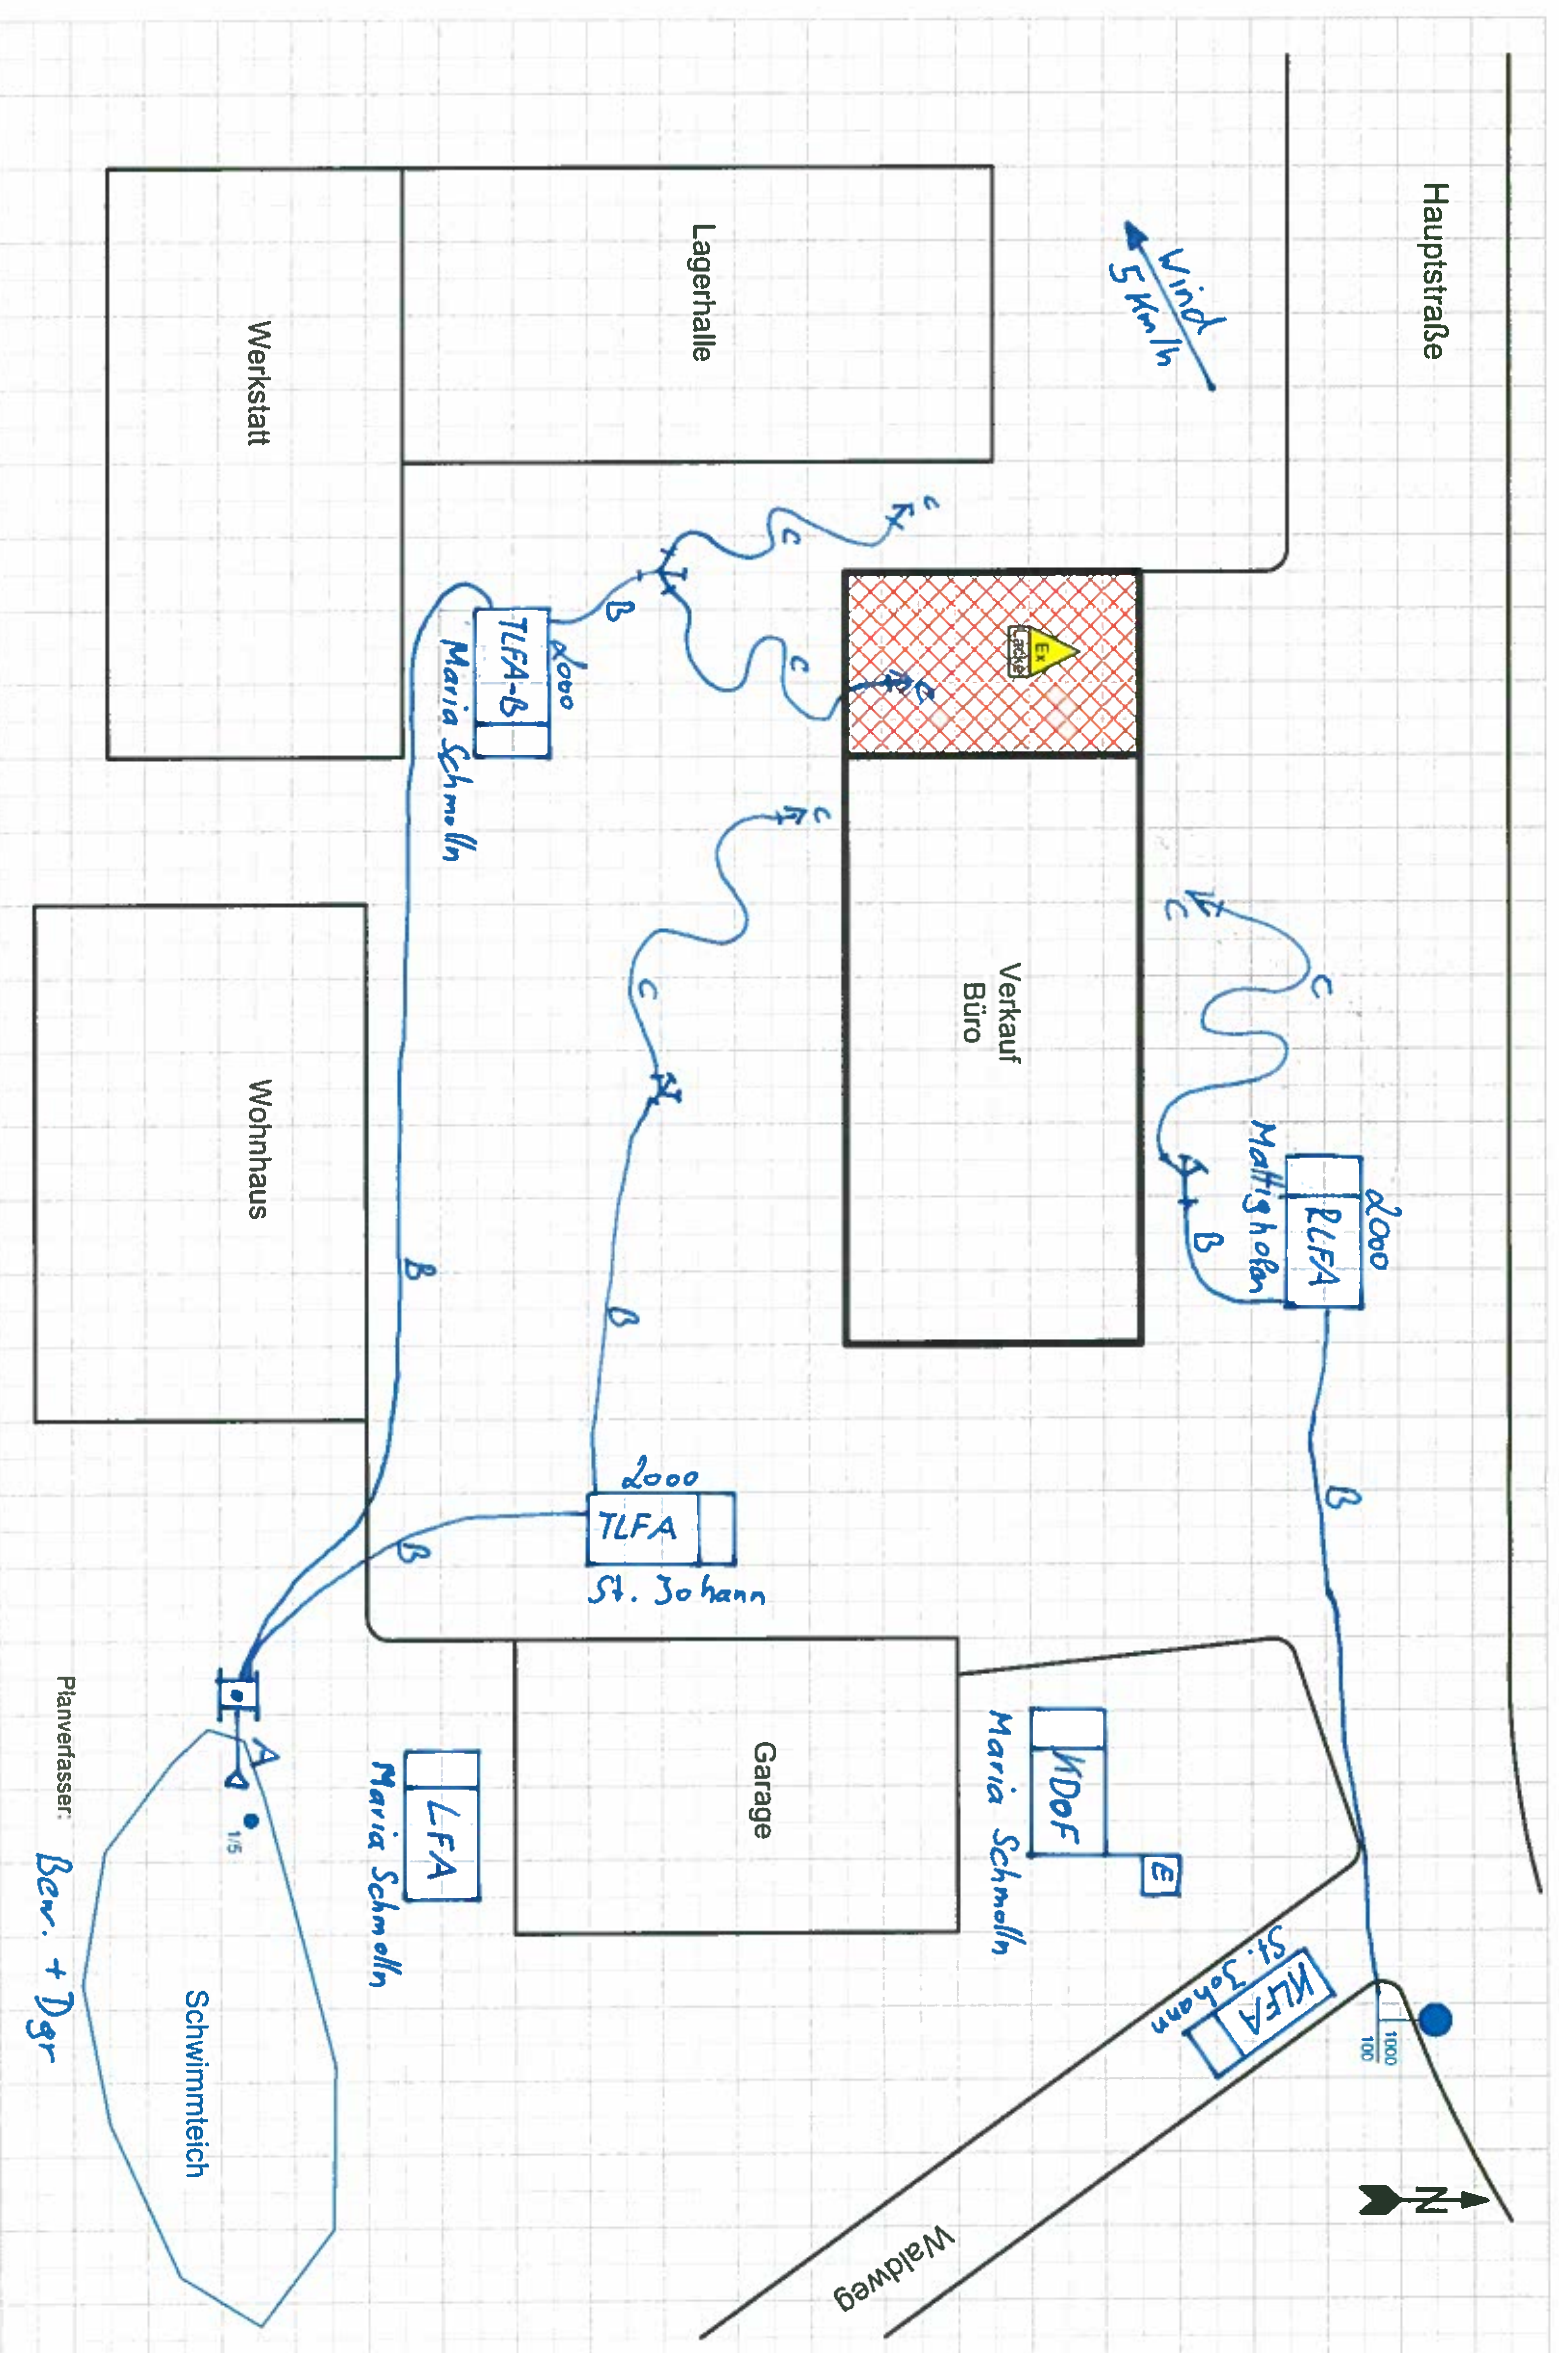 Hauptstraße
Wind
5 Km/h
N
1000
100
2000
RLFA
Mattighofen
B
C
C
B
KLFA
St. Johann
E
KDOF
Maria Schmolln
Ex
Lacke
Verkauf
Büro
Waldweg
C
C
C
C
C
B
C
C
B
2000
TLFA
St. Johann
Garage
Lagerhalle
2000
TLFA-B
Maria Schmolln
B
B
LFA
Maria Schmolln
Werkstatt
Wohnhaus
A
1/5
Schwimmteich
Planverfasser:
Bewr. + Dgr